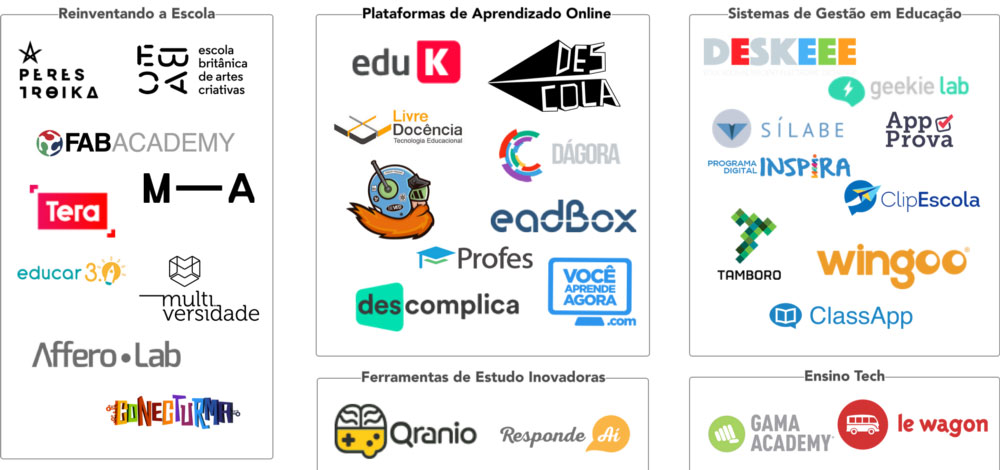 Reinventando a Escola
PERES
TROIKA
escola
britânica
de artes
criativas
FABACADEMY
Tera
M—A
educar 3.0
multi
versidade
Affero•Lab
CONECTURMA
Plataformas de Aprendizado Online
eduK
DES
COLA
Livre
Docência
Tecnologia Educacional
DÁGORA
eadBox
Profes
descomplica
VOCÊ
APRENDE
AGORA
.com
Sistemas de Gestão em Educação
DESKEEE
geekie lab
SÍLABE
App
Prova
PROGRAMA
DIGITAL
INSPIRA
ClipEscola
TAMBORO
wingoo
ClassApp
Ferramentas de Estudo Inovadoras
Qranio
Responde Aí
Ensino Tech
GAMA
ACADEMY
le wagon